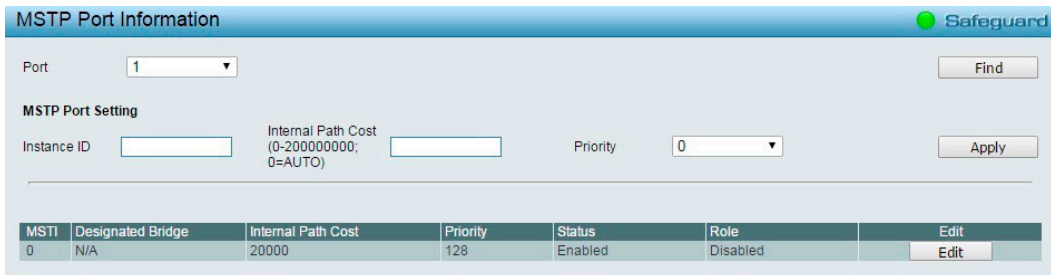 MSTP Port Information
Safeguard
Port 1 Find
MSTP Port Setting
Instance ID Internal Path Cost (0-200000000; 0=AUTO) Priority 0 Apply
MSTI Designated Bridge Internal Path Cost Priority Status Role Edit
0 N/A 20000 128 Enabled Disabled Edit